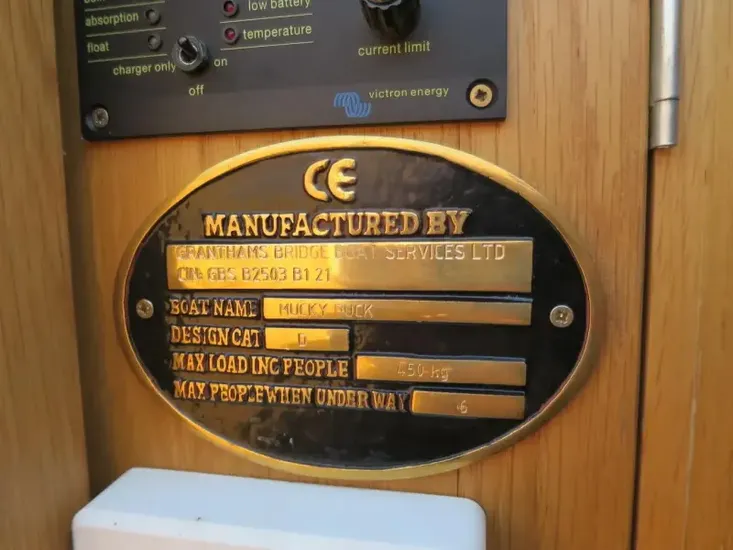 absorption
low battery
float
temperature
charger only
on
off
current limit
victron energy
CE
MANUFACTURED BY
GRANTHAMS BRIDGE BOAT SERVICES LTD
CIN: GBS B2503 B1 21
BOAT NAME MUCKY DUCK
DESIGN CAT D
MAX LOAD INC PEOPLE 450-kg
MAX PEOPLE WHEN UNDER WAY 6